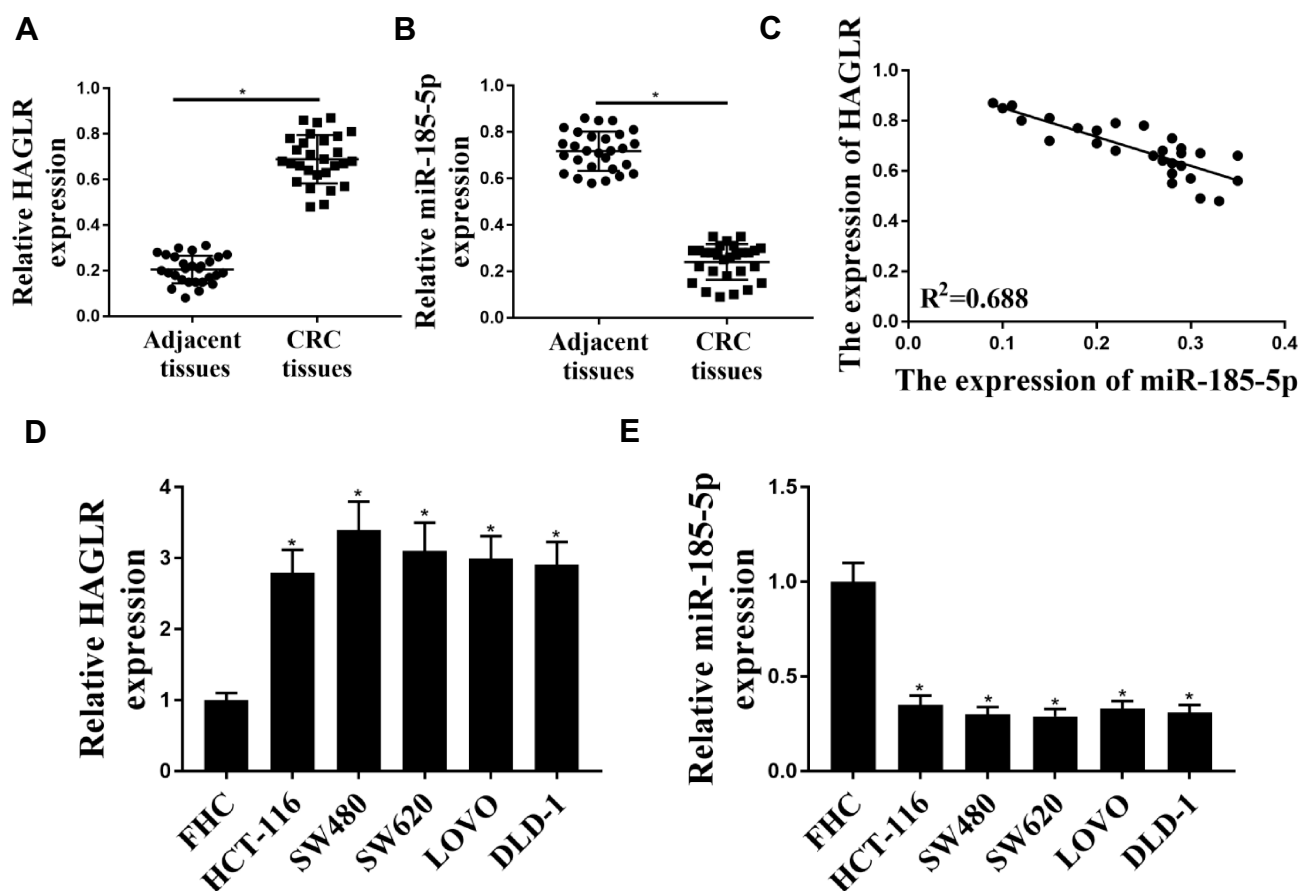 A
Relative HAGLR
expression
1.0
0.8
0.6
0.4
0.2
0.0
*
Adjacent
tissues
CRC
tissues
B
Relative miR-185-5p
expression
1.0
0.8
0.6
0.4
0.2
0.0
*
Adjacent
tissues
CRC
tissues
C
The expression of HAGLR
1.0
0.8
0.6
0.4
0.2
0.0
R²=0.688
0.0
0.1
0.2
0.3
0.4
The expression of miR-185-5p
D
Relative HAGLR
expression
4
3
2
1
0
*
*
*
*
*
FHC
HCT-116
SW480
SW620
LOVO
DLD-1
E
Relative miR-185-5p
expression
1.5
1.0
0.5
0.0
*
*
*
*
*
FHC
HCT-116
SW480
SW620
LOVO
DLD-1